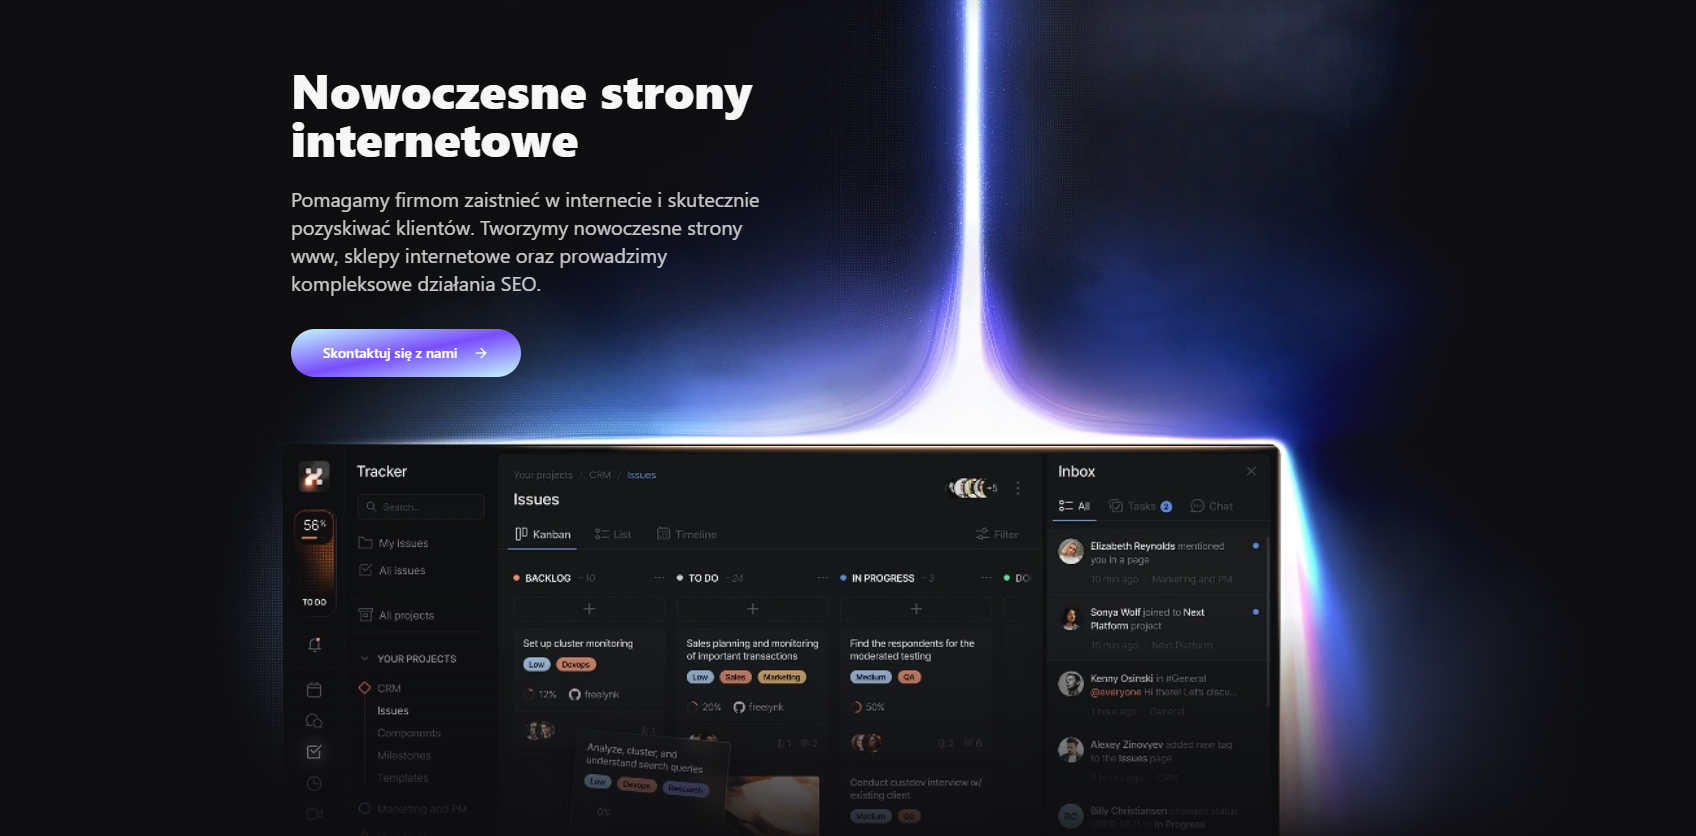 Nowoczesne strony
internetowe
Pomagamy firmom zaistnieć w internecie i skutecznie
pozyskiwać klientów. Tworzymy nowoczesne strony
www, sklepy internetowe oraz prowadzimy
kompleksowe działania SEO.
Skontaktuj się z nami
56%
TO DO
Tracker
Search...
My issues
All issues
All projects
YOUR PROJECTS
CRM
Issues
Components
Milestones
Templates
Marketing and PM
Your projects / CRM / Issues
Issues
+5
Kanban List Timeline Filter
BACKLOG 10
Set up cluster monitoring
Low Devops
12% freelynk
1
Analyze, cluster, and
understand search queries
Low Devops Research
0%
TO DO 24
Sales planning and monitoring
of important transactions
Low Sales Marketing
20% freelynk
1 2
IN PROGRESS 3
Find the respondents for the
moderated testing
Medium QA
50%
2 6
Conduct custdev interview w/
existing client
Medium QA
DO
Inbox
All Tasks 2 Chat
Elizabeth Reynolds mentioned
you in a page
10 min ago · Marketing and PM
Sonya Wolf joined to Next
Platform project
16 min ago · Next Platform
Kenny Osinski in #General
@everyone Hi there! Let's discu...
1 hour ago · General
Alexey Zinovyev added new tag
to the Issues page
3 hours ago · CRM
BC
Billy Christiansen changed status
to In Progress